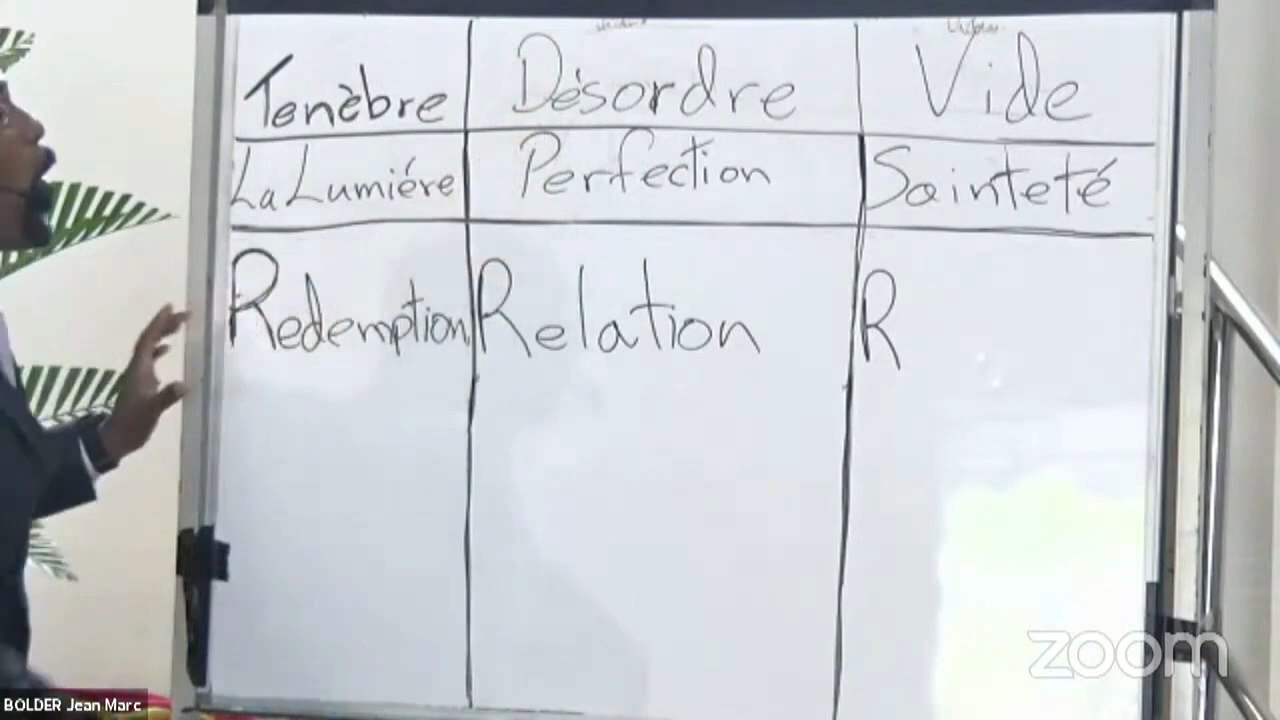 Tenèbre Désordre Vide
La Lumiére Perfection Sainteté
Redemption Relation R
zoom
BOLDER Jean Marc